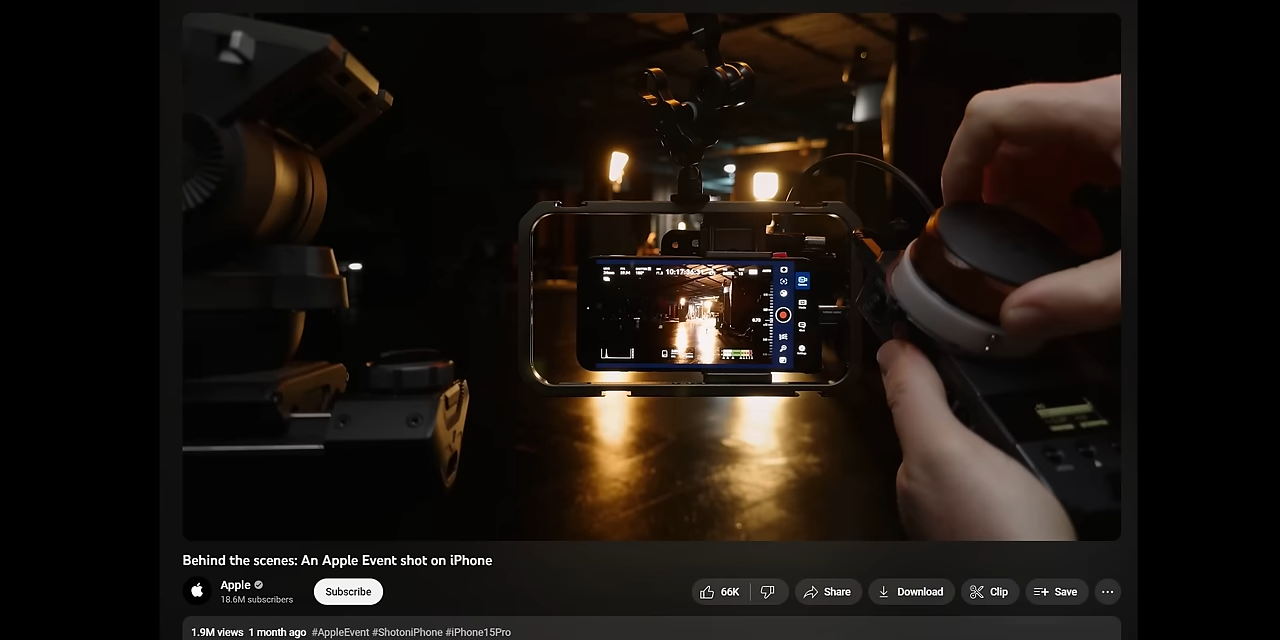 Behind the scenes: An Apple Event shot on iPhone
Apple
18.6M subscribers
Subscribe
66K
Share
Download
Clip
Save
1.9M views 1 month ago #AppleEvent #ShotoniPhone #iPhone15Pro